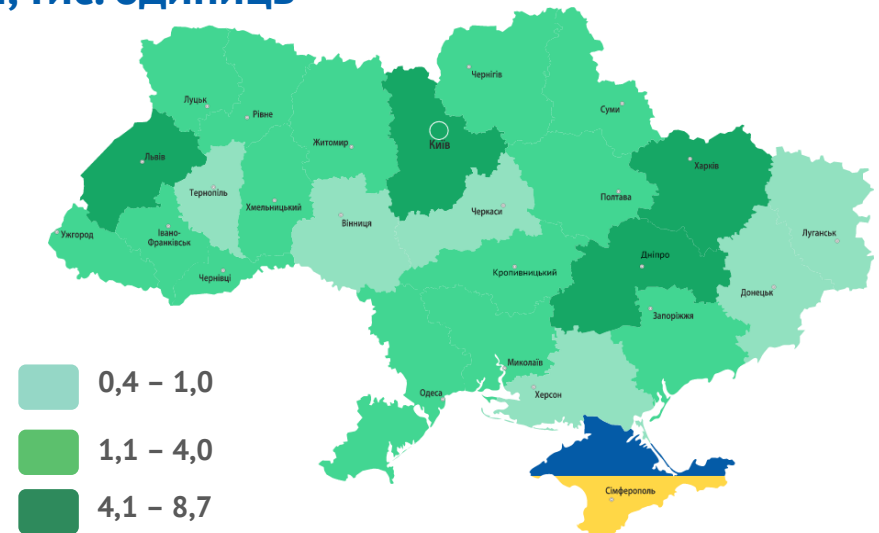 тис. одиниць
Чернігів
Луцьк
Рівне
Суми
Житомир
Київ
Львів
Харків
Тернопіль
Хмельницький
Полтава
Вінниця
Черкаси
Ужгород
Івано-
Франківськ
Луганськ
Чернівці
Дніпро
Кропивницький
Донецьк
Запоріжжя
Миколаїв
Одеса
Херсон
0,4 – 1,0
1,1 – 4,0
4,1 – 8,7
Сімферополь